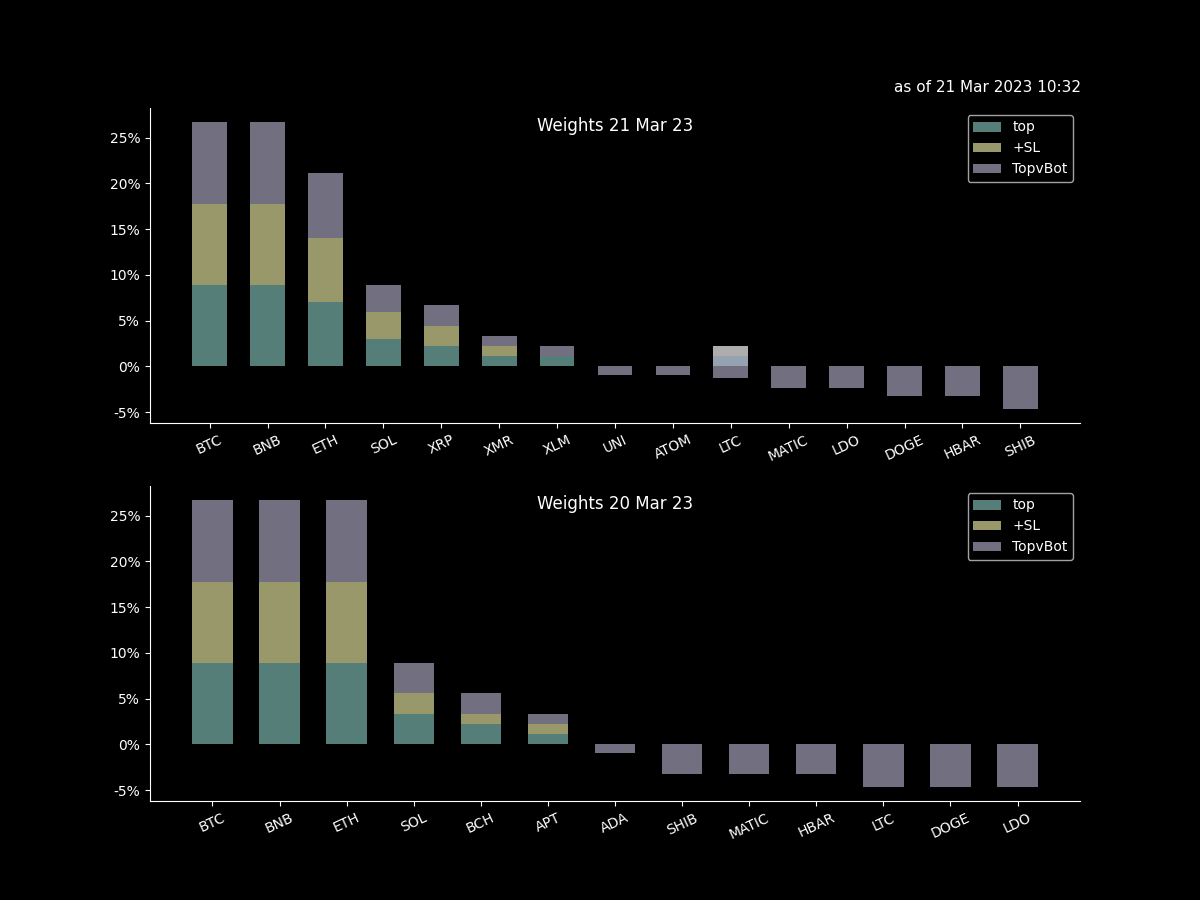 as of 21 Mar 2023 10:32
Weights 21 Mar 23
top
+SL
TopvBot
25%
20%
15%
10%
5%
0%
-5%
BTC BNB ETH SOL XRP XMR XLM UNI ATOM LTC MATIC LDO DOGE HBAR SHIB
Weights 20 Mar 23
top
+SL
TopvBot
25%
20%
15%
10%
5%
0%
-5%
BTC BNB ETH SOL BCH APT ADA SHIB MATIC HBAR LTC DOGE LDO